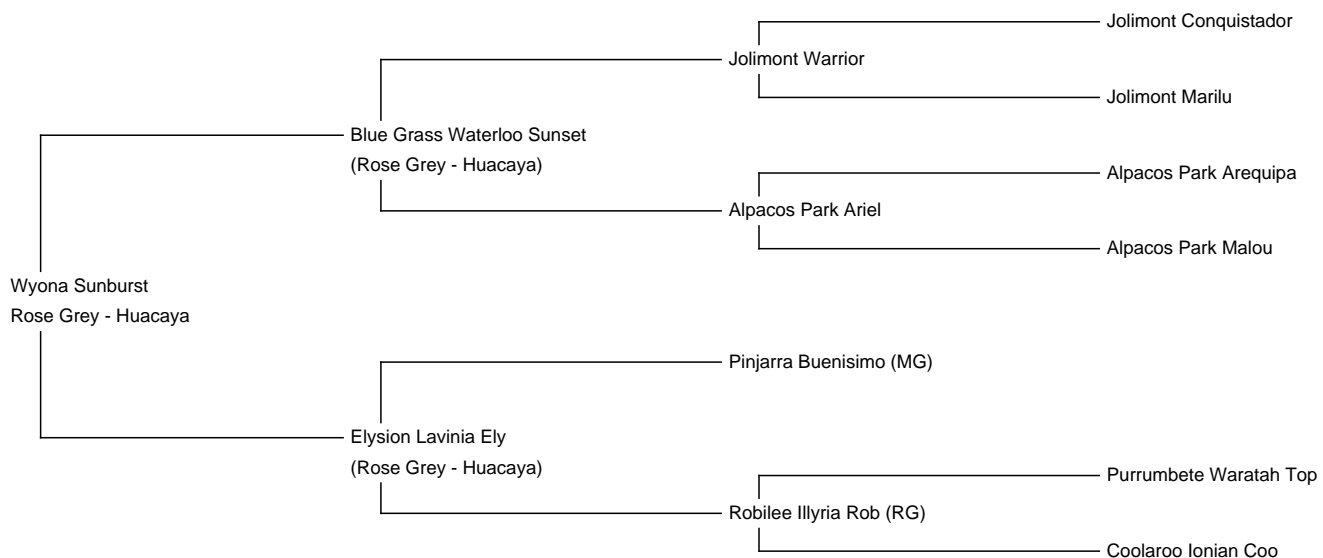 Jolimont Conquistador
Jolimont Warrior
Jolimont Marilu
Blue Grass Waterloo Sunset
(Rose Grey - Huacaya)
Alpacos Park Arequipa
Alpacos Park Ariel
Alpacos Park Malou
Wyona Sunburst
Rose Grey - Huacaya
Pinjarra Buenisimo (MG)
Elysion Lavinia Ely
(Rose Grey - Huacaya)
Purrumbete Waratah Top
Robilee Illyria Rob (RG)
Coolaroo Ionian Coo